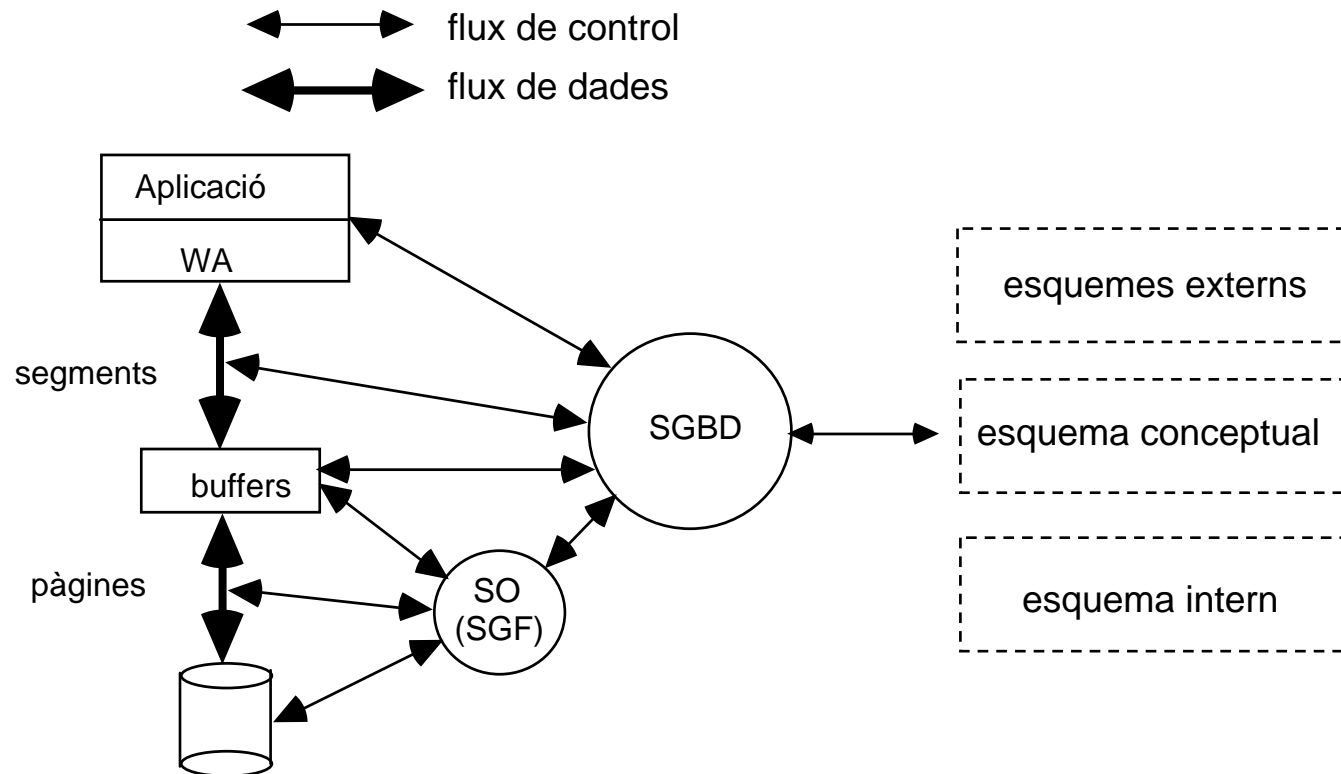 flux de control
flux de dades
Aplicació
WA
esquemes externs
segments
SGBD
esquema conceptual
buffers
pàgines
SO
(SGF)
esquema intern